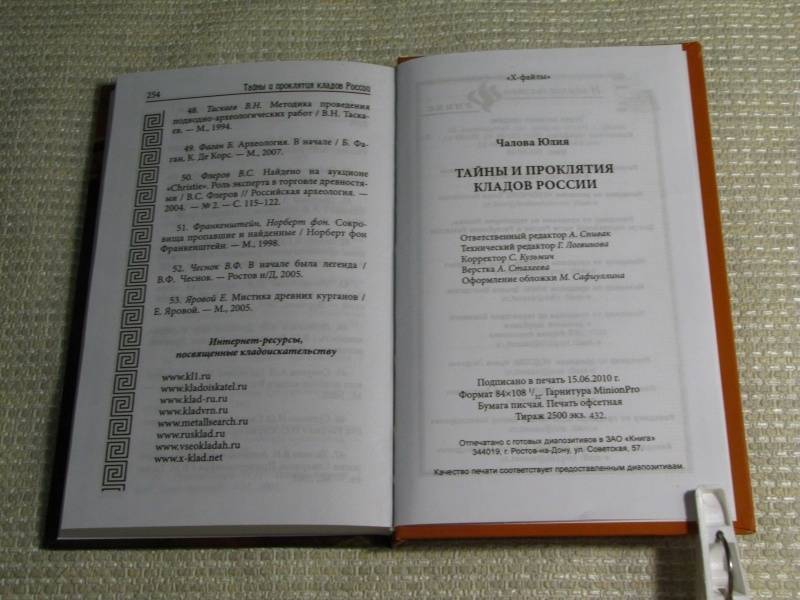 254
Тайны и проклятия кладов России
48. Таскаев В.Н. Методика проведения
подводно-археологических работ / В.Н. Таска-
ев. — М., 1994.
49. Фаган Б. Археология. В начале / Б. Фа-
ган, К. Де Корс. — М., 2007.
50. Флеров В.С. Найдено на аукционе
«Christie». Роль эксперта в торговле древностя-
ми / В.С. Флеров // Российская археология. —
2004. — № 2. — С. 115–122.
51. Франкенштейн, Норберт фон. Сокро-
вища пропавшие и найденные / Норберт фон
Франкенштейн. — М., 1998.
52. Чеснок В.Ф. В начале была легенда /
В.Ф. Чеснок. — Ростов н/Д, 2005.
53. Яровой Е. Мистика древних курганов /
Е. Яровой. — М., 2005.
Интернет-ресурсы,
посвященные кладоискательству
www.kl1.ru
www.kladoiskatel.ru
www.klad-ru.ru
www.kladvrn.ru
www.metallsearch.ru
www.rusklad.ru
www.vseokladah.ru
www.x-klad.net
«Х-файлы»
Чалова Юлия
ТАЙНЫ И ПРОКЛЯТИЯ
КЛАДОВ РОССИИ
Ответственный редактор А. Спивак
Технический редактор Г. Логвинова
Корректор С. Кузьмич
Верстка А. Стахеева
Оформление обложки М. Сафиуллина
Подписано в печать 15.06.2010 г.
Формат 84×108 Гарнитура MinionPro
Бумага писчая. Печать офсетная
Тираж 2500 экз. 432.
Отпечатано с готовых диапозитивов в ЗАО «Книга»
344019, г. Ростов-на-Дону, ул. Советская, 57.
Качество печати соответствует предоставленным диапозитивам.